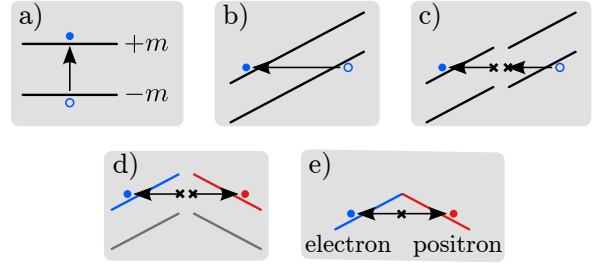 a)
+m
−m
b)
c)
d)
e)
electron positron